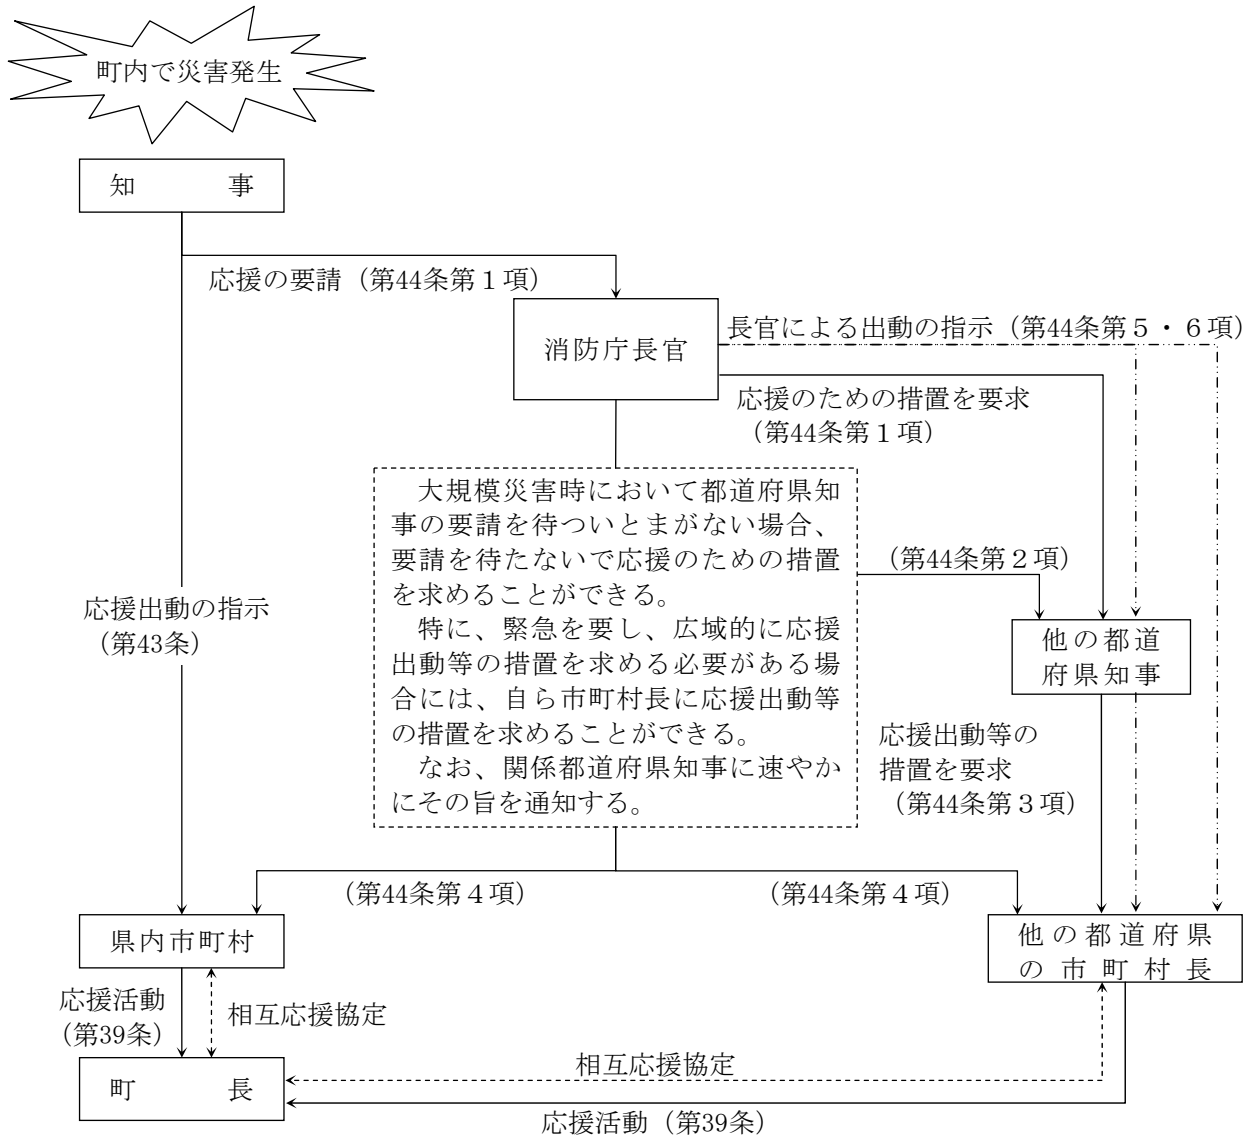 町内で災害発生
知　　　事
応援の要請（第44条第１項）
消防庁長官
長官による出動の指示（第44条第５・６項）
応援のための措置を要求
（第44条第１項）
　大規模災害時において都道府県知
事の要請を待ついとまがない場合、
要請を待たないで応援のための措置
を求めることができる。
　特に、緊急を要し、広域的に応援
出動等の措置を求める必要がある場
合には、自ら市町村長に応援出動等
の措置を求めることができる。
　なお、関係都道府県知事に速やか
にその旨を通知する。
（第44条第２項）
応援出動の指示
（第43条）
他の都道
府県知事
応援出動等の
措置を要求
（第44条第３項）
（第44条第４項）
（第44条第４項）
県内市町村
他の都道府県
の市町村長
応援活動
（第39条）
相互応援協定
相互応援協定
町　　　長
応援活動（第39条）